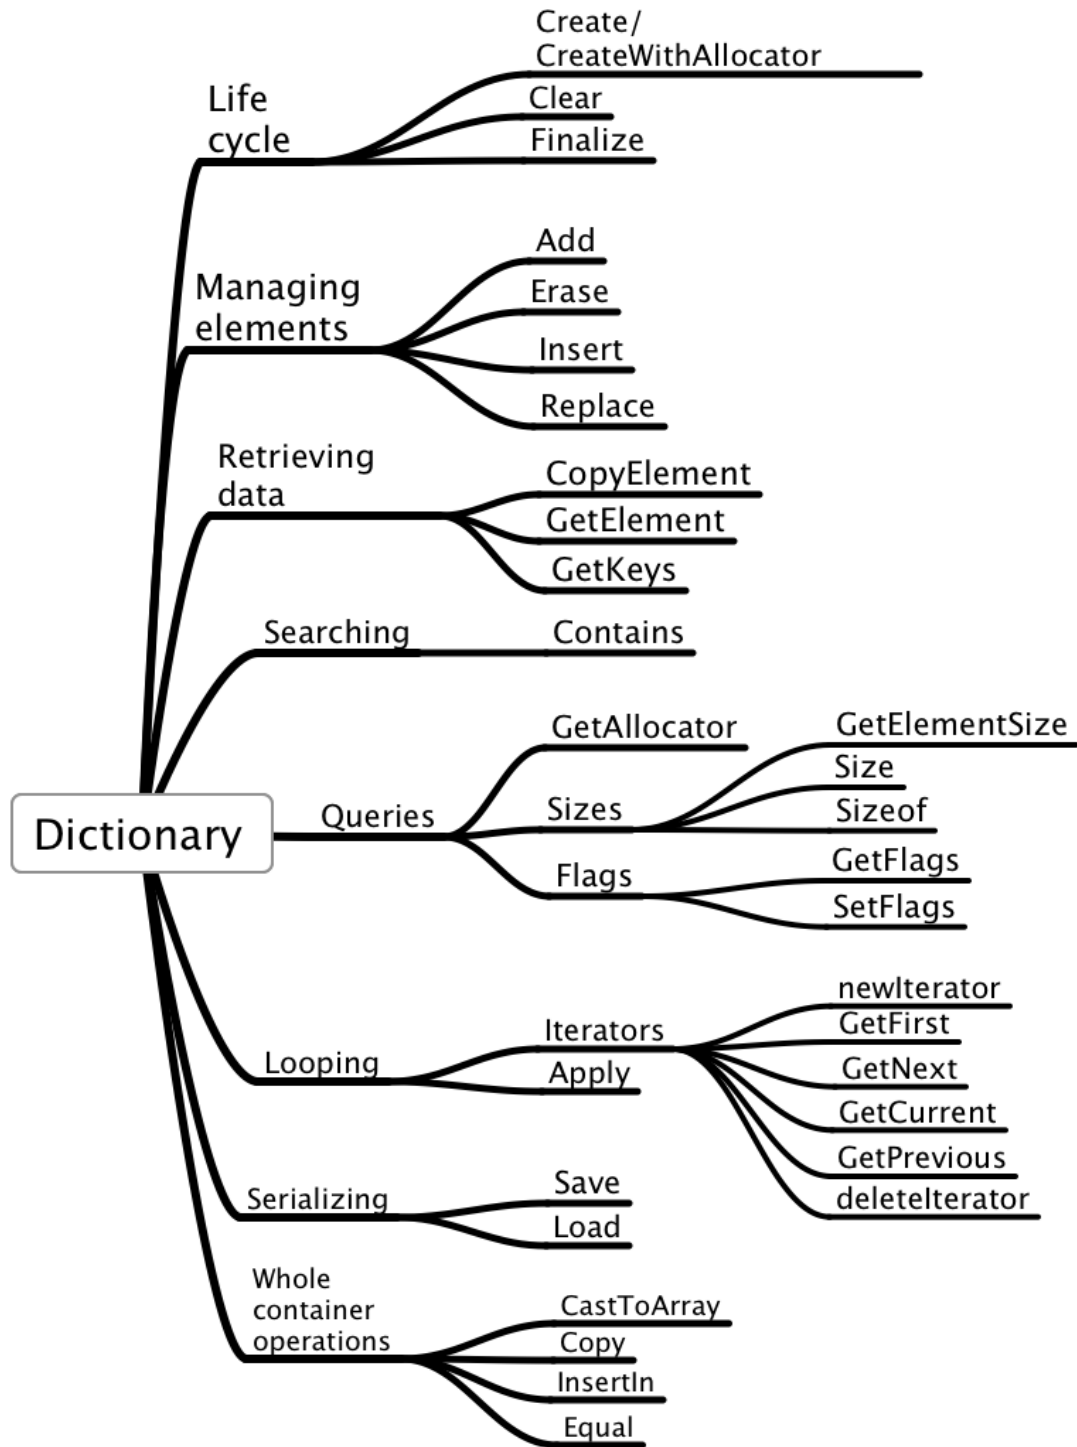 Create/
CreateWithAllocator
Life
cycle
Clear
Finalize
Managing
elements
Add
Erase
Insert
Replace
Retrieving
data
CopyElement
GetElement
GetKeys
Searching
Contains
Dictionary
Queries
GetAllocator
Sizes
GetElementSize
Size
Sizeof
Flags
GetFlags
SetFlags
Looping
Iterators
newIterator
GetFirst
GetNext
GetCurrent
GetPrevious
deleteIterator
Apply
Serializing
Save
Load
Whole
container
operations
CastToArray
Copy
InsertIn
Equal